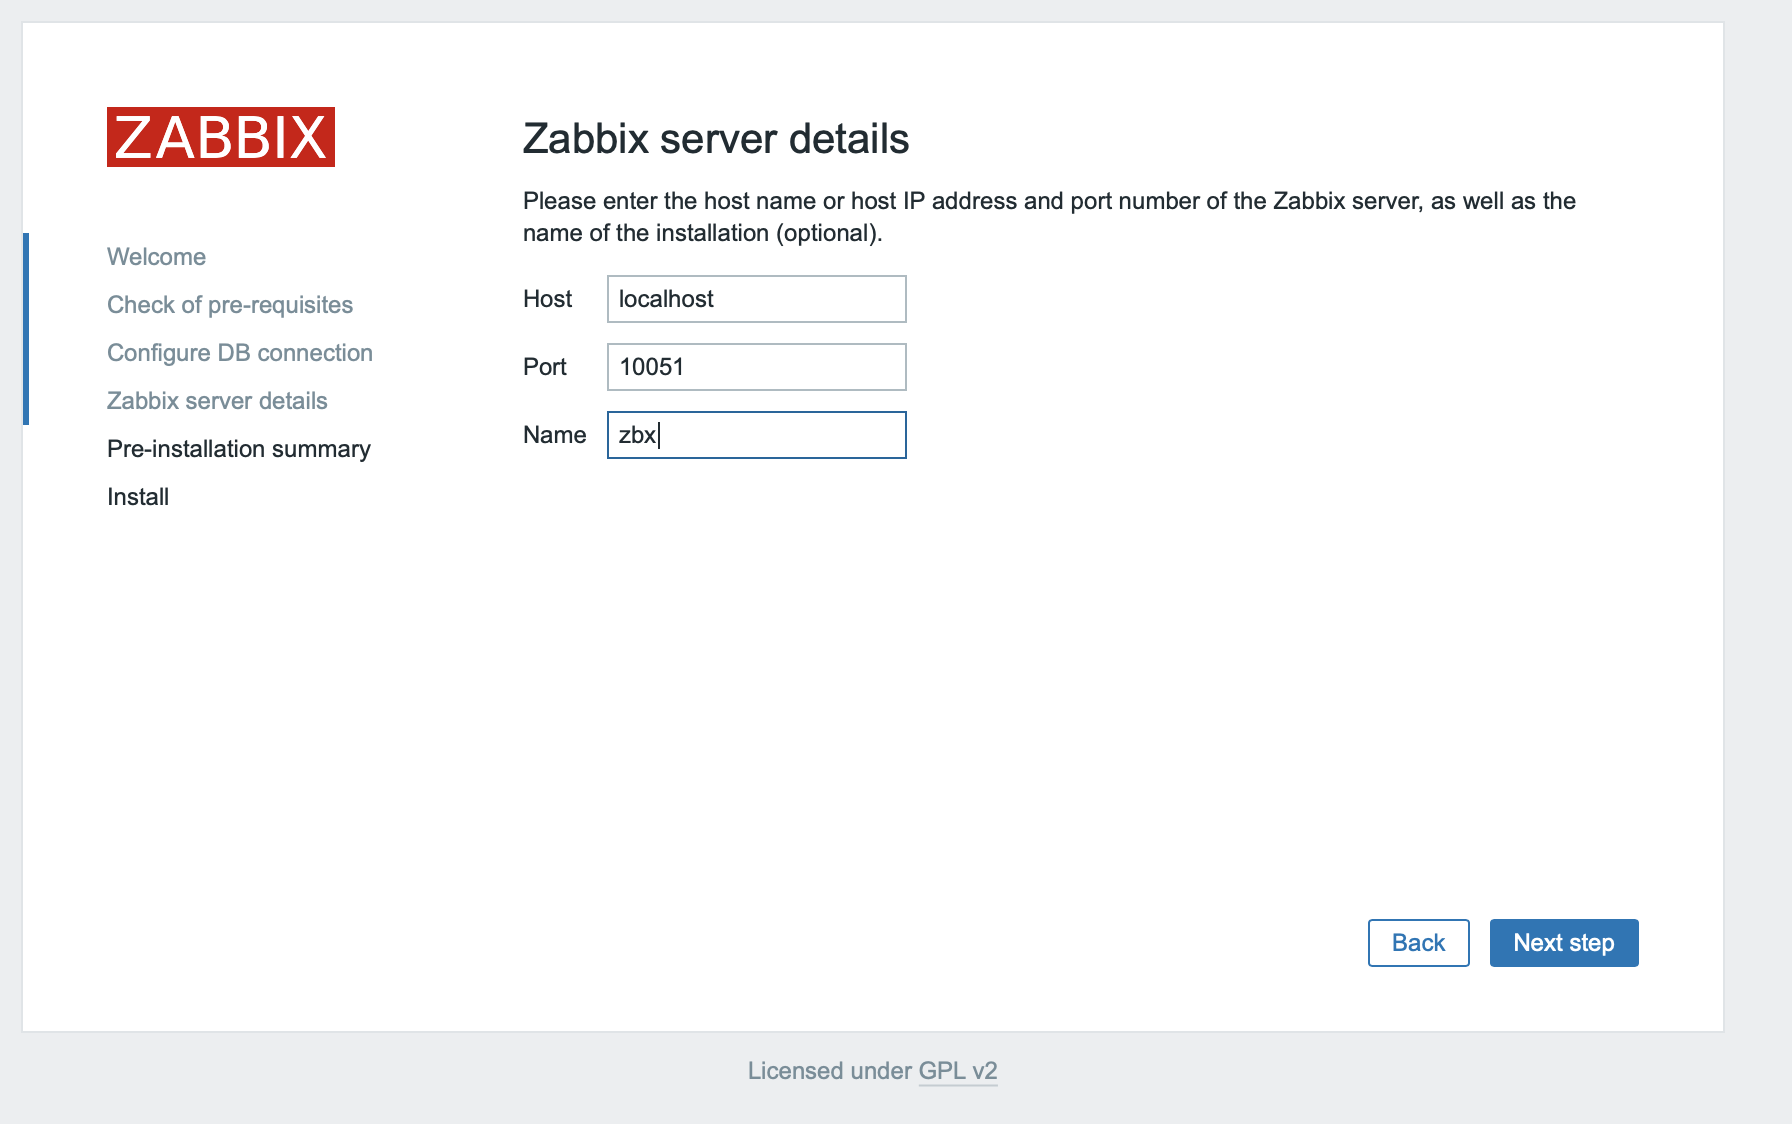 ZABBIX
Welcome
Check of pre-requisites
Configure DB connection
Zabbix server details
Pre-installation summary
Install
Zabbix server details
Please enter the host name or host IP address and port number of the Zabbix server, as well as the
name of the installation (optional).
Host localhost
Port 10051
Name zbx
Back Next step
Licensed under GPL v2